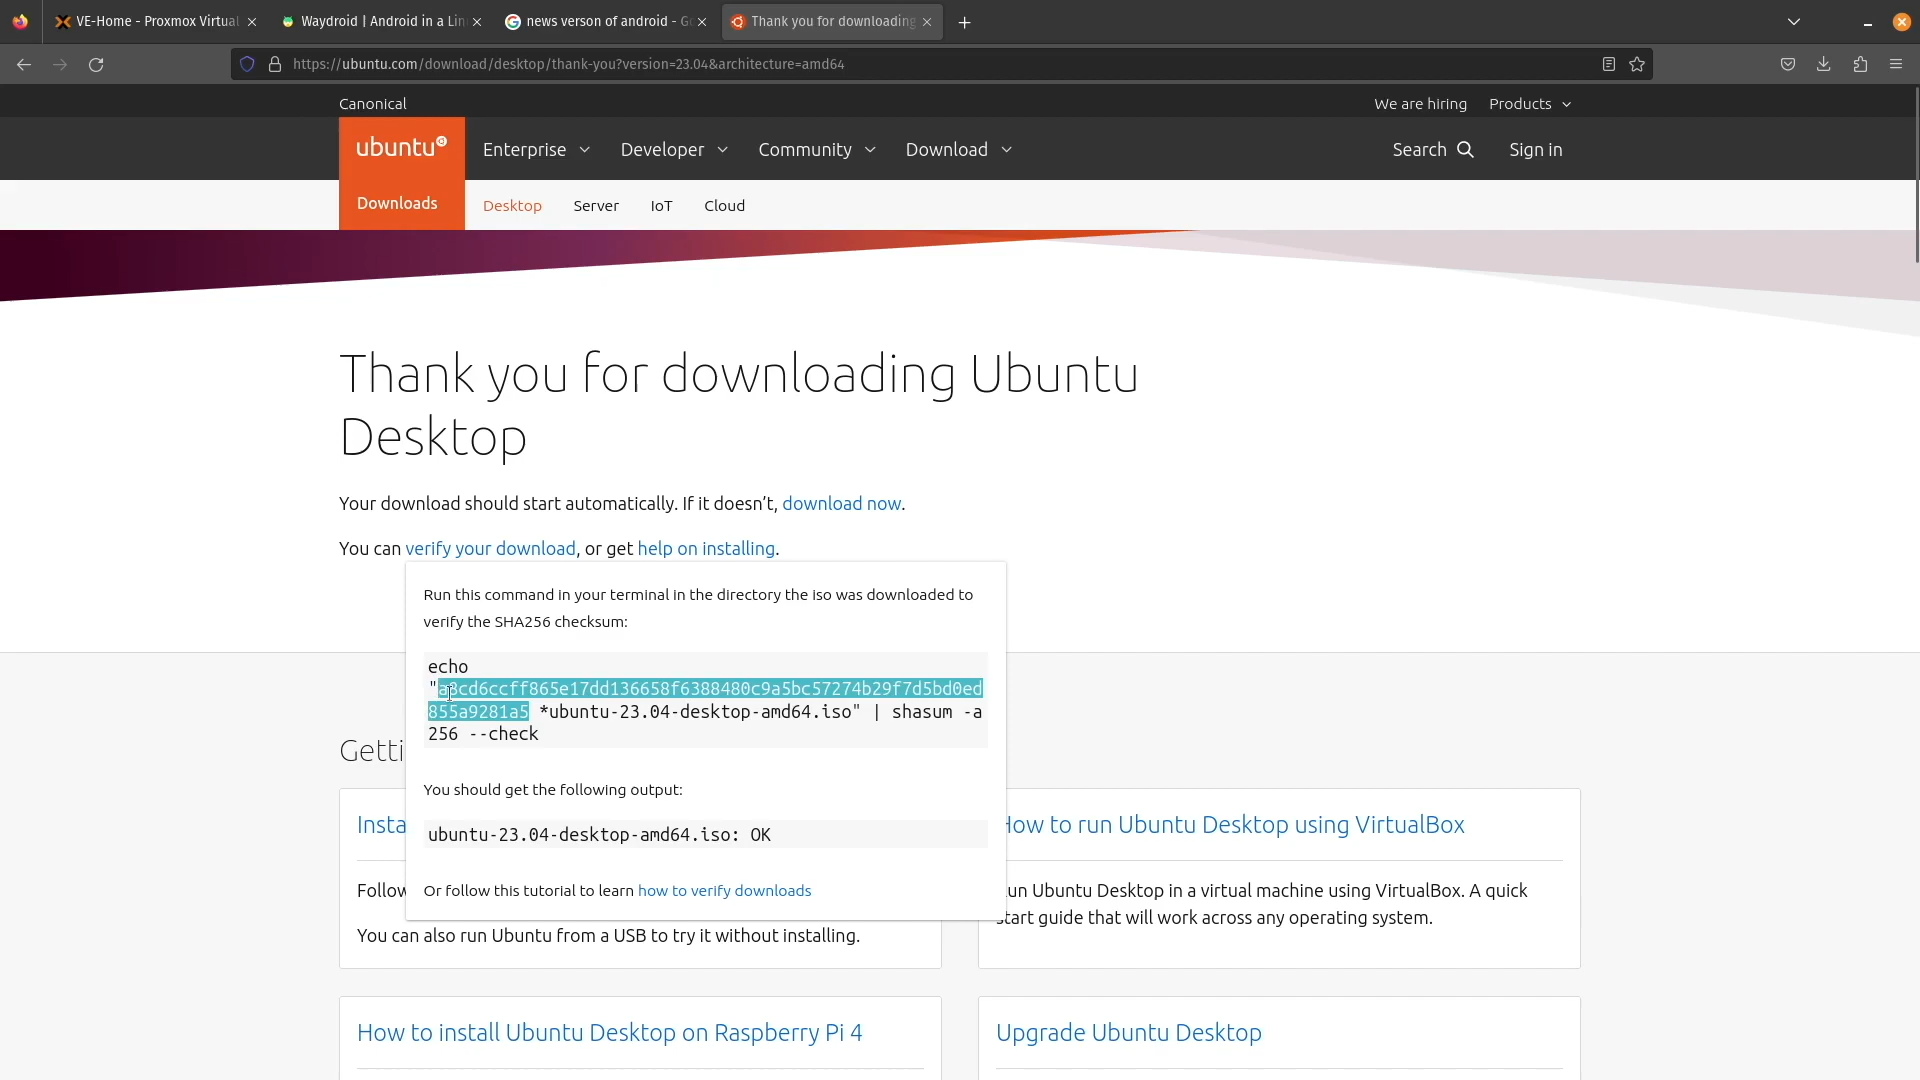 VE-Home - Proxmox Virtual
Waydroid | Android in a Lin
news verson of android - Go
Thank you for downloading
https://ubuntu.com/download/desktop/thank-you?version=23.04&architecture=amd64
Canonical
We are hiring
Products
ubuntu
Enterprise
Developer
Community
Download
Search
Sign in
Downloads
Desktop
Server
IoT
Cloud
Thank you for downloading Ubuntu
Desktop
Your download should start automatically. If it doesn’t, download now.
You can verify your download, or get help on installing.
Run this command in your terminal in the directory the iso was downloaded to
verify the SHA256 checksum:
echo
"a8cd6ccff865e17dd136658f6388480c9a5bc57274b29f7d5bd0ed
855a9281a5 *ubuntu-23.04-desktop-amd64.iso" | shasum -a
256 --check
You should get the following output:
ubuntu-23.04-desktop-amd64.iso: OK
Or follow this tutorial to learn how to verify downloads
Getti
Insta
Follow
You can also run Ubuntu from a USB to try it without installing.
How to run Ubuntu Desktop using VirtualBox
Run Ubuntu Desktop in a virtual machine using VirtualBox. A quick
start guide that will work across any operating system.
How to install Ubuntu Desktop on Raspberry Pi 4
Upgrade Ubuntu Desktop